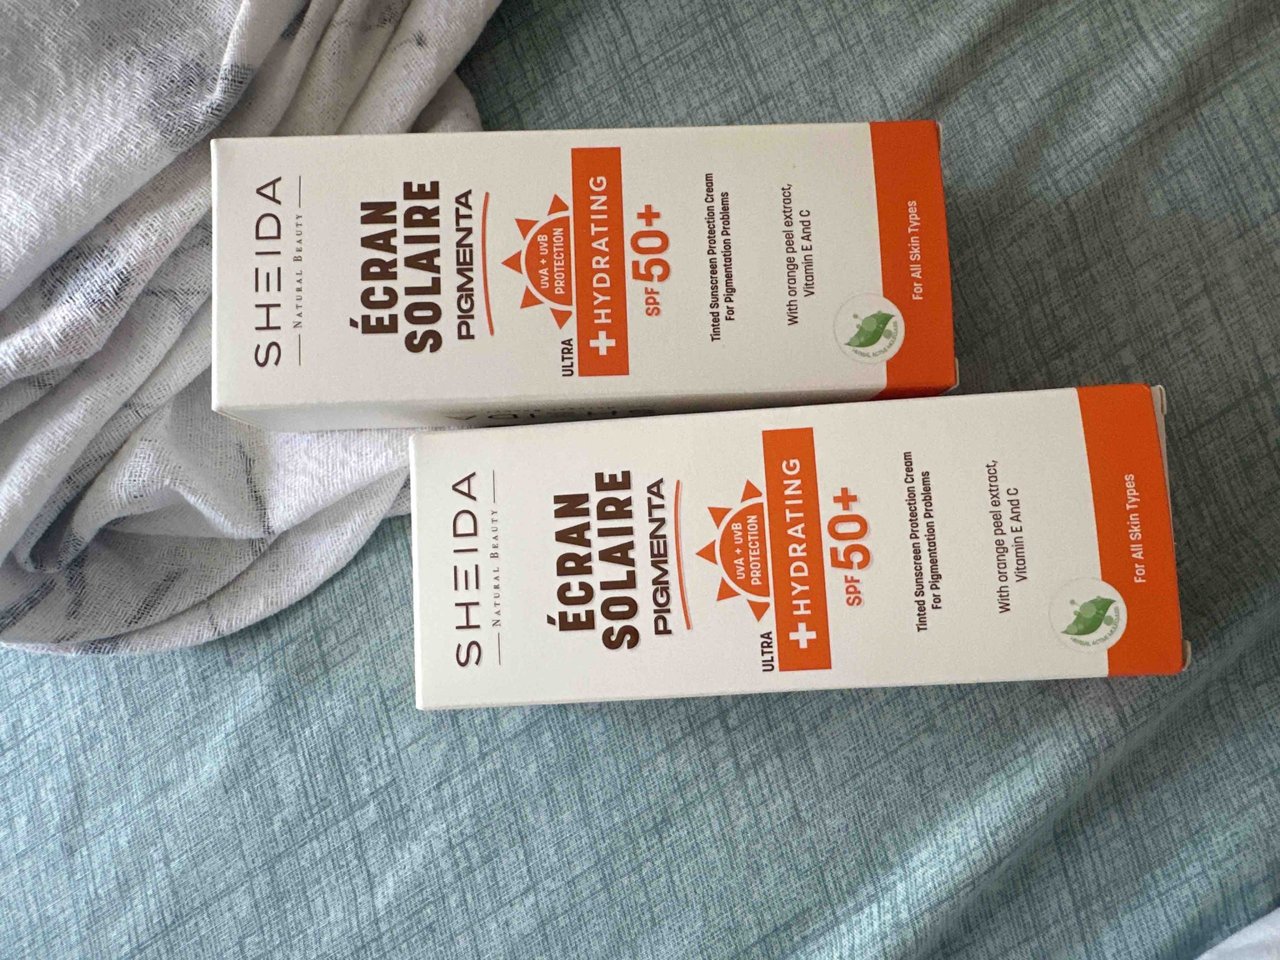 SHEIDA
NATURAL BEAUTY
ÉCRAN
SOLAIRE
PIGMENTA
UVA + UVB
PROTECTION
ULTRA
+ HYDRATING
SPF 50+
Tinted Sunscreen Protection Cream
For Pigmentation Problems
With orange peel extract,
Vitamin E And C
For All Skin Types
SHEIDA
NATURAL BEAUTY
ÉCRAN
SOLAIRE
PIGMENTA
UVA + UVB
PROTECTION
ULTRA
+ HYDRATING
SPF 50+
Tinted Sunscreen Protection Cream
For Pigmentation Problems
With orange peel extract,
Vitamin E And C
For All Skin Types